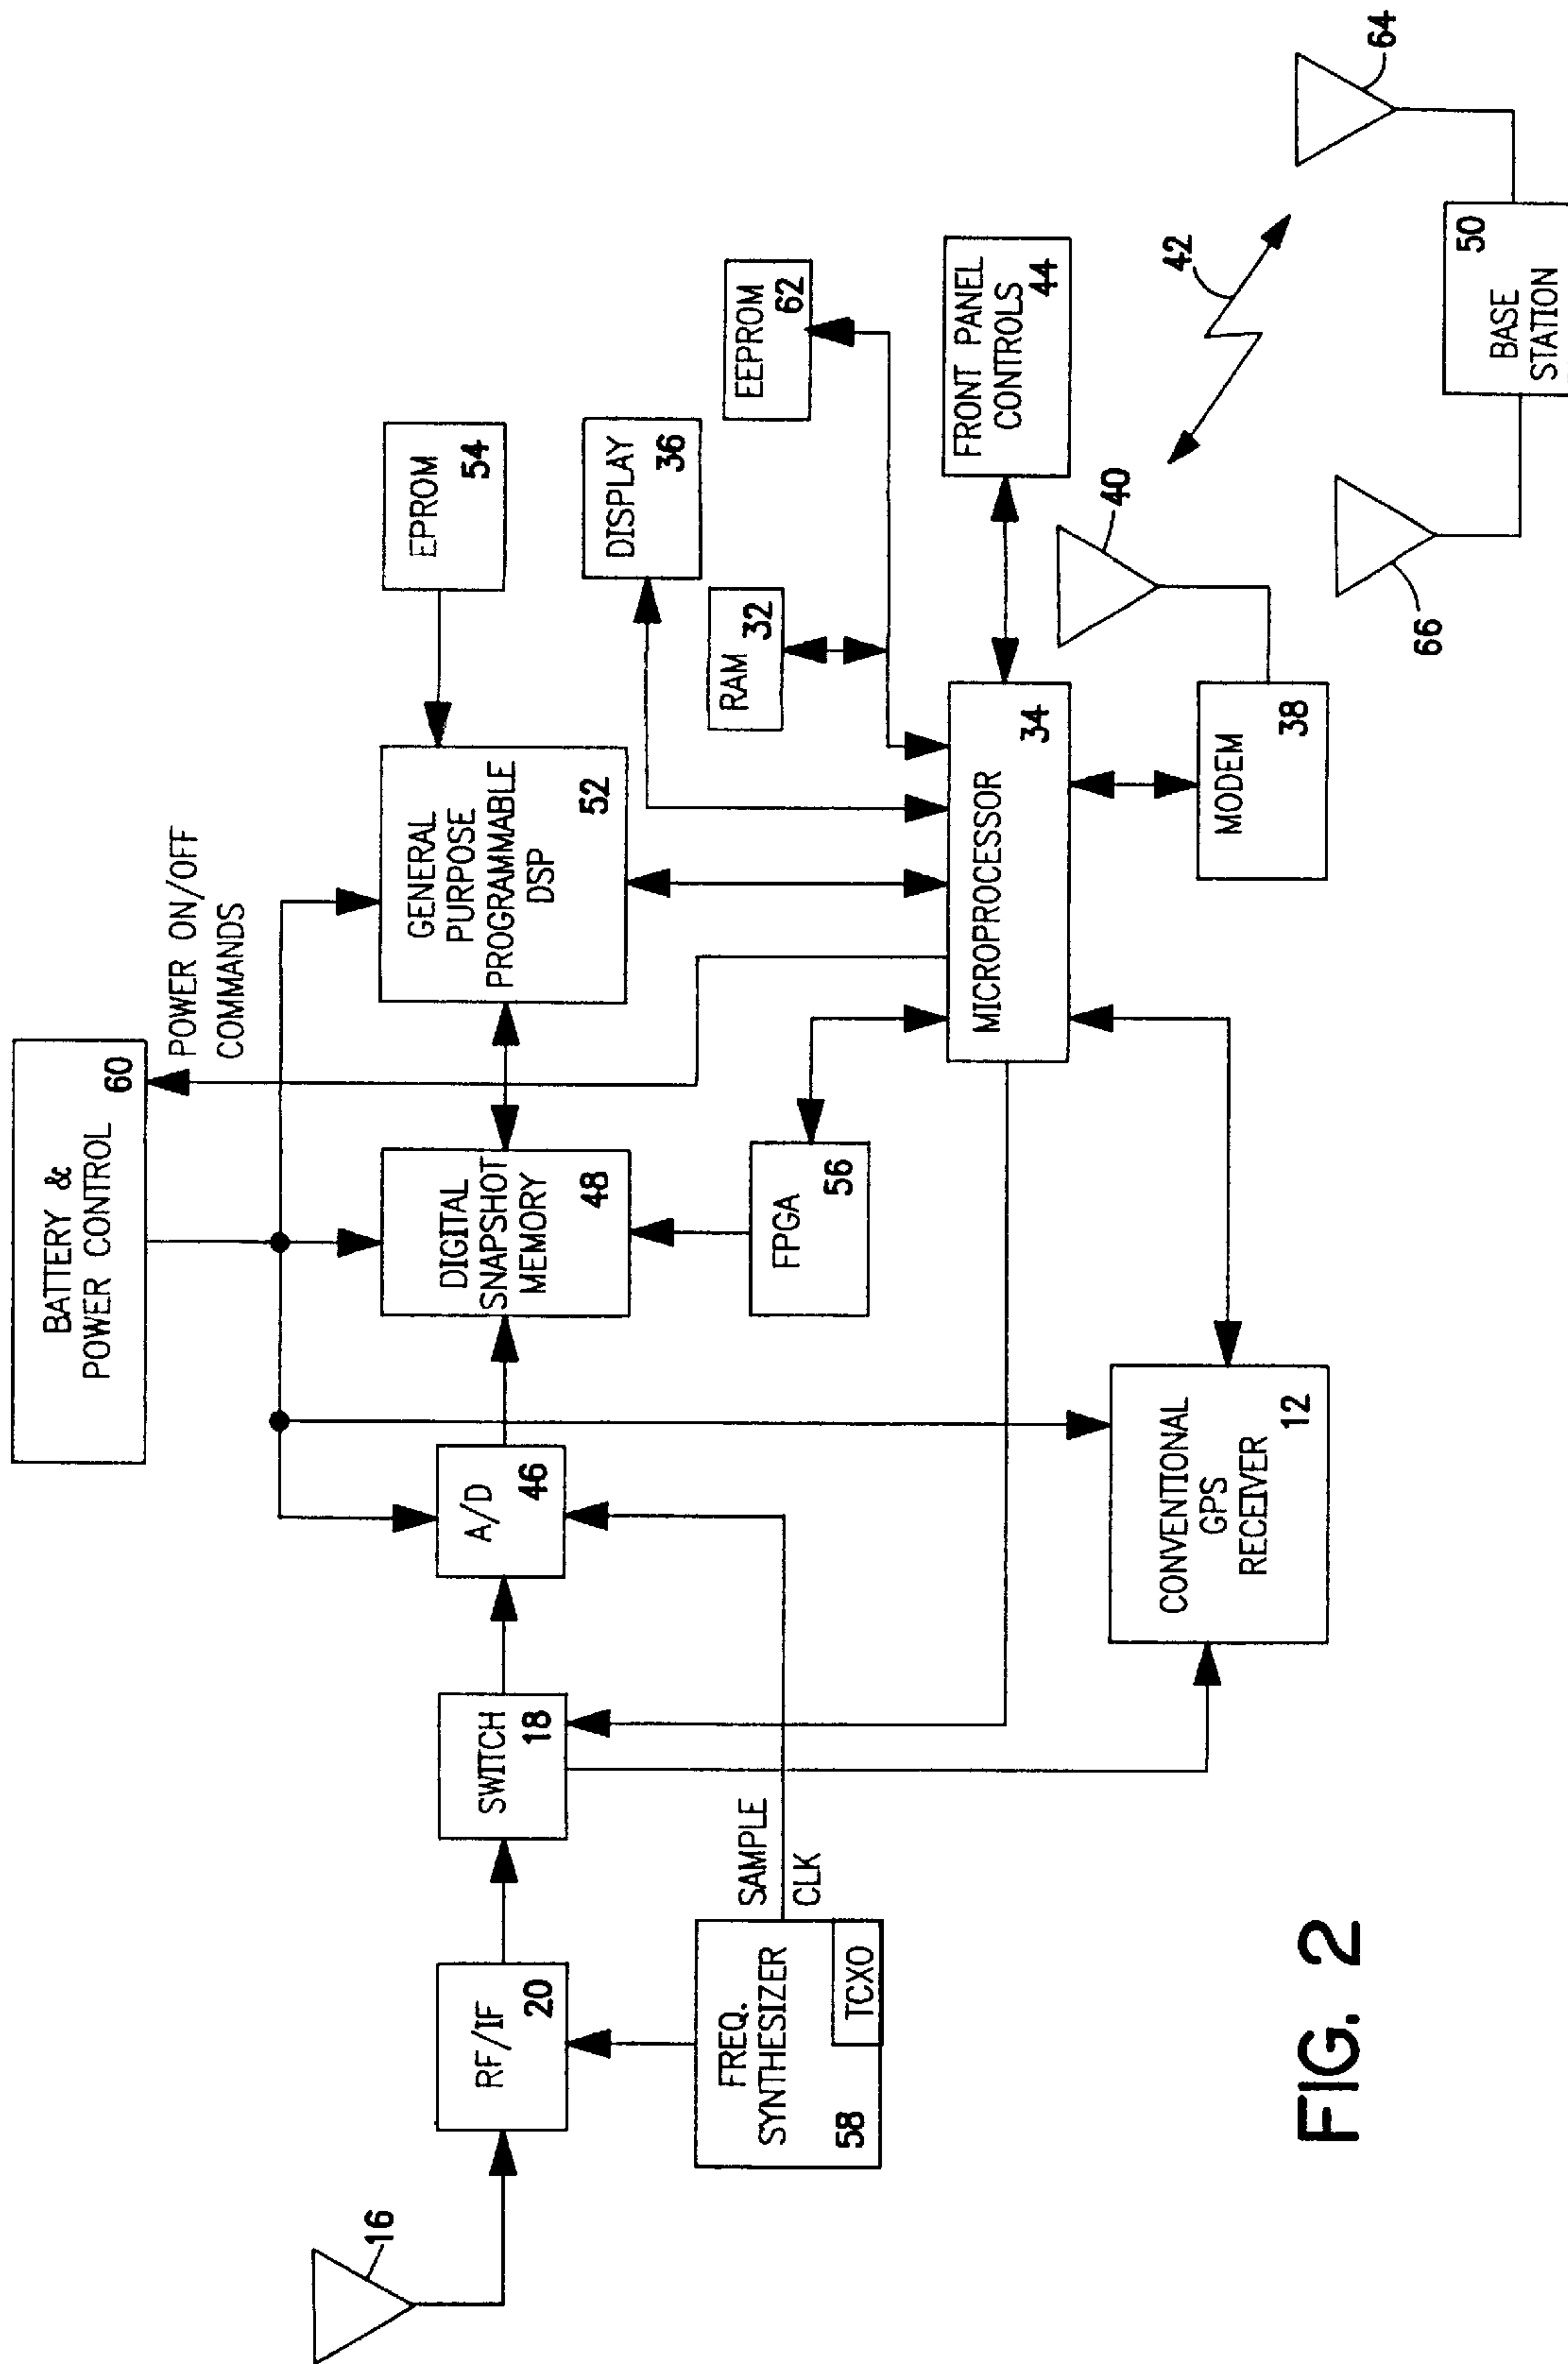 BATTERY &
POWER CONTROL
60
POWER ON/OFF
COMMANDS
16
RF/IF
20
SWITCH
18
A/D
46
DIGITAL
SNAPSHOT
MEMORY
48
GENERAL
PURPOSE
PROGRAMMABLE
DSP
52
EPROM
54
FREQ.
SYNTHESIZER
58
TCXO
SAMPLE
CLK
FPGA
56
DISPLAY
36
RAM
32
EEPROM
62
MICROPROCESSOR
34
FRONT PANEL
CONTROLS
44
CONVENTIONAL
GPS
RECEIVER
12
MODEM
38
40
42
66
64
50
BASE
STATION
FIG. 2